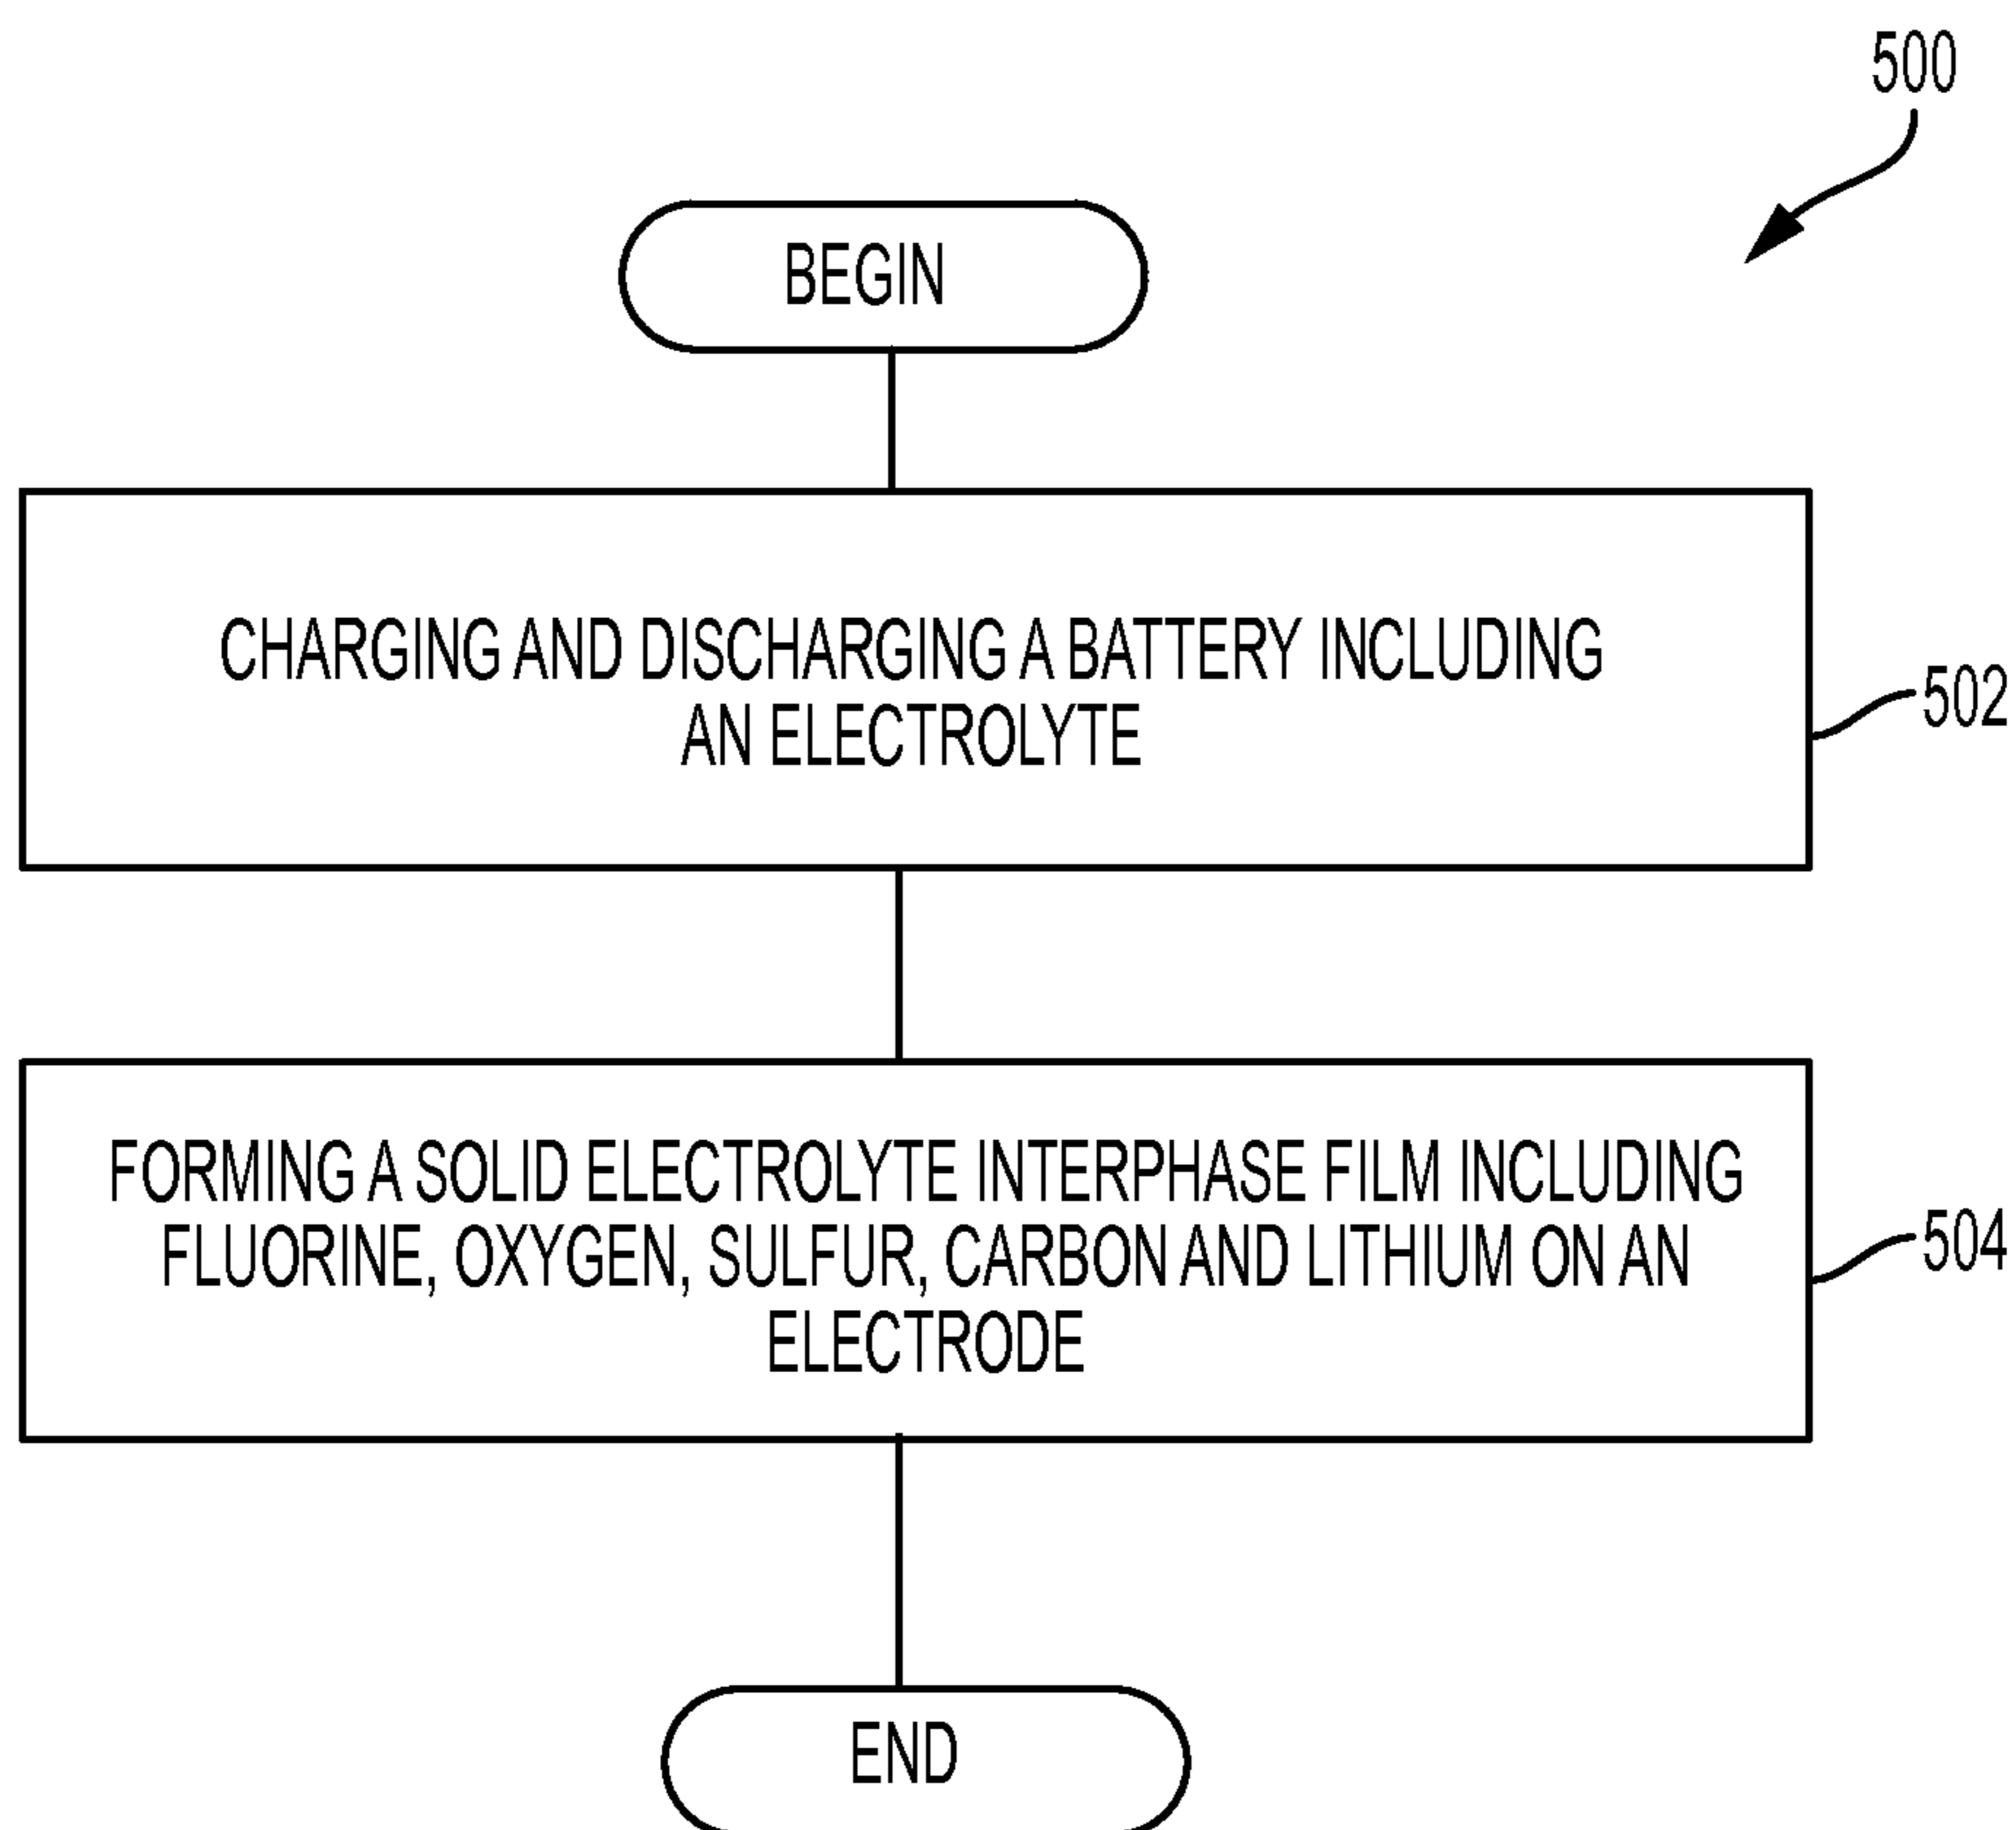 500
BEGIN
CHARGING AND DISCHARGING A BATTERY INCLUDING
AN ELECTROLYTE
502
FORMING A SOLID ELECTROLYTE INTERPHASE FILM INCLUDING
FLUORINE, OXYGEN, SULFUR, CARBON AND LITHIUM ON AN
ELECTRODE
504
END